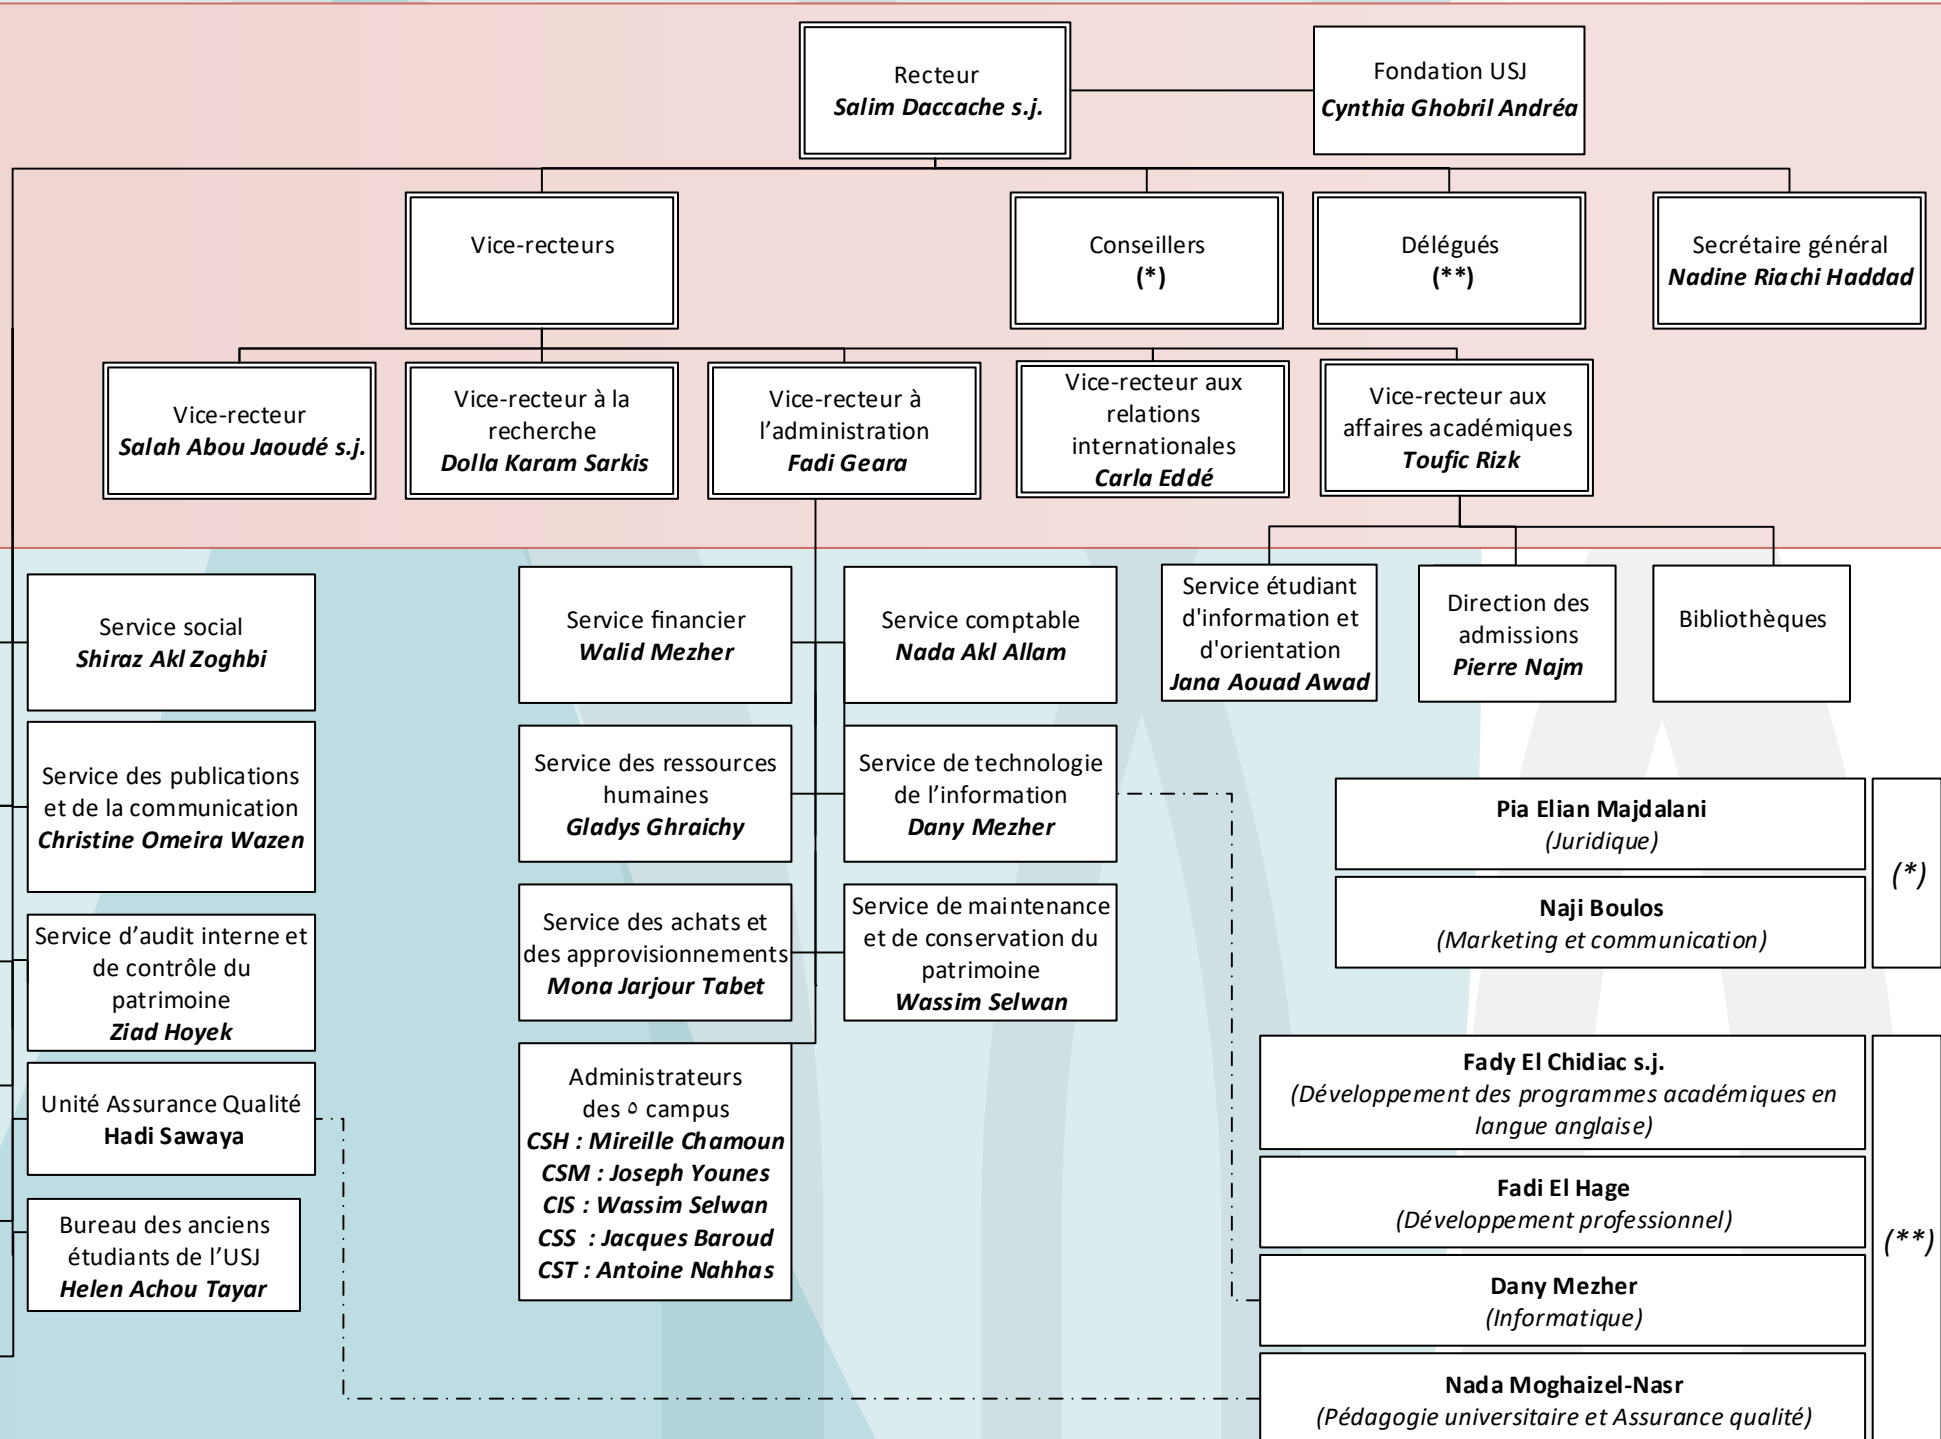 Recteur
Salim Daccache s.j.
Fondation USJ
Cynthia Ghobril Andréa
Vice-recteurs
Conseillers
(*)
Délégués
(**)
Secrétaire général
Nadine Riachi Haddad
Vice-recteur
Salah Abou Jaoudé s.j.
Vice-recteur à la
recherche
Dolla Karam Sarkis
Vice-recteur à
l’administration
Fadi Geara
Vice-recteur aux
relations
internationales
Carla Eddé
Vice-recteur aux
affaires académiques
Toufic Rizk
Service social
Shiraz Akl Zoghbi
Service financier
Walid Mezher
Service comptable
Nada Akl Allam
Service étudiant
d'information et
d'orientation
Jana Aouad Awad
Direction des
admissions
Pierre Najm
Bibliothèques
Service des publications
et de la communication
Christine Omeira Wazen
Service des ressources
humaines
Gladys Ghraichy
Service de technologie
de l’information
Dany Mezher
Pia Elian Majdalani
(Juridique)
Naji Boulos
(Marketing et communication)
(*)
Service d’audit interne et
de contrôle du
patrimoine
Ziad Hoyek
Service des achats et
des approvisionnements
Mona Jarjour Tabet
Service de maintenance
et de conservation du
patrimoine
Wassim Selwan
Unité Assurance Qualité
Hadi Sawaya
Administrateurs
des ٥ campus
CSH : Mireille Chamoun
CSM : Joseph Younes
CIS : Wassim Selwan
CSS : Jacques Baroud
CST : Antoine Nahhas
Bureau des anciens
étudiants de l’USJ
Helen Achou Tayar
Fady El Chidiac s.j.
(Développement des programmes académiques en
langue anglaise)
Fadi El Hage
(Développement professionnel)
Dany Mezher
(Informatique)
Nada Moghaizel-Nasr
(Pédagogie universitaire et Assurance qualité)
(**)